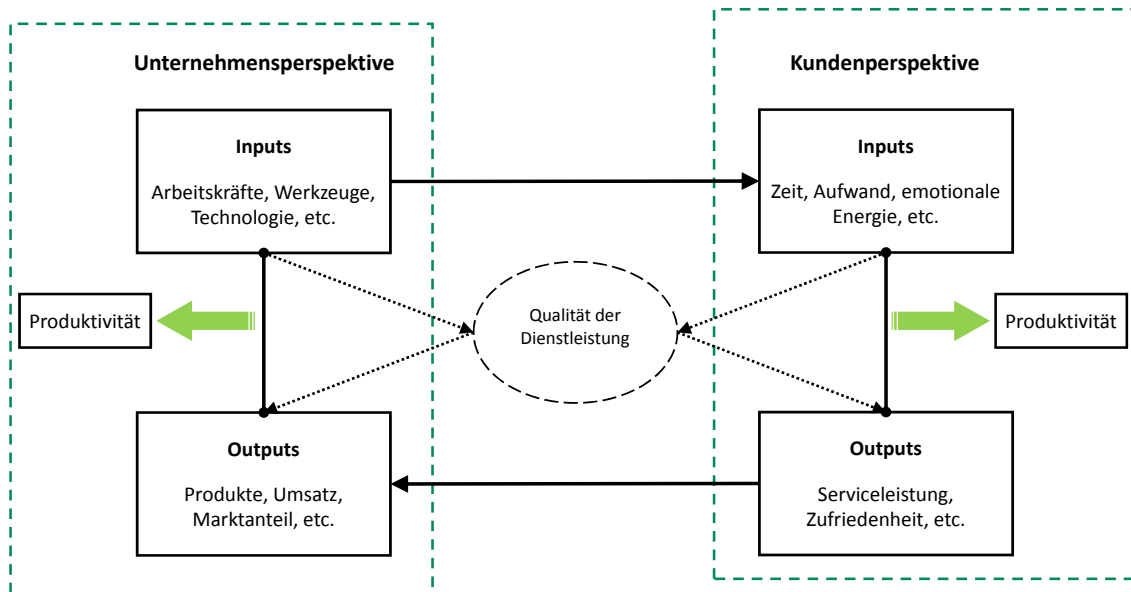 Unternehmensperspektive
Inputs
Arbeitskräfte, Werkzeuge,
Technologie, etc.
Produktivität
Outputs
Produkte, Umsatz,
Marktanteil, etc.
Qualität der
Dienstleistung
Kundenperspektive
Inputs
Zeit, Aufwand, emotionale
Energie, etc.
Produktivität
Outputs
Serviceleistung,
Zufriedenheit, etc.